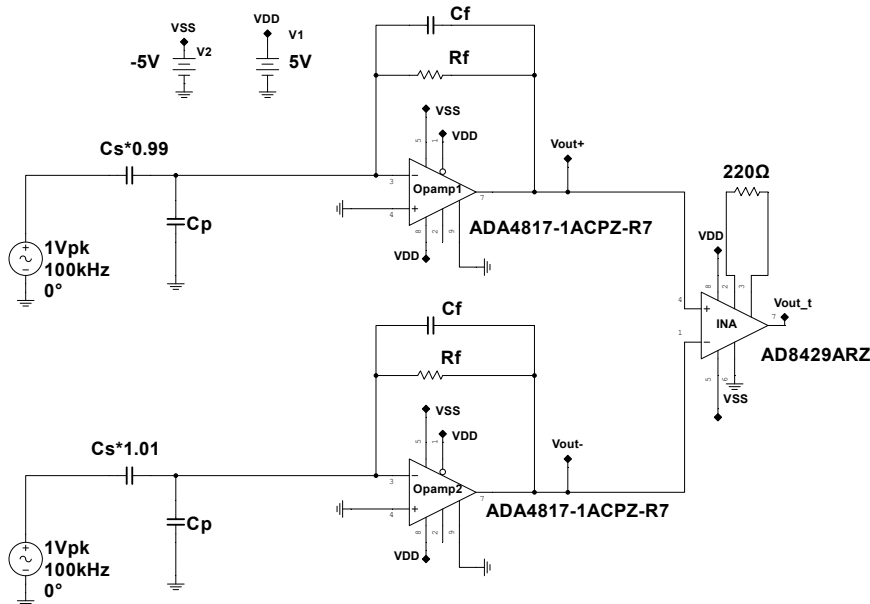 VSS
V2
-5V
VDD
V1
5V
Cf
Rf
VSS
5
1
VDD
Cs*0.99
3
Opamp1
7
4
8
2
9
VDD
ADA4817-1ACPZ-R7
Cp
1Vpk
100kHz
0°
Vout+
220Ω
VDD
8
2
3
4
INA
7
Vout_t
1
5
6
VSS
AD8429ARZ
Cf
Rf
VSS
5
1
VDD
Cs*1.01
3
Opamp2
7
4
8
2
9
VDD
ADA4817-1ACPZ-R7
Vout-
Cp
1Vpk
100kHz
0°